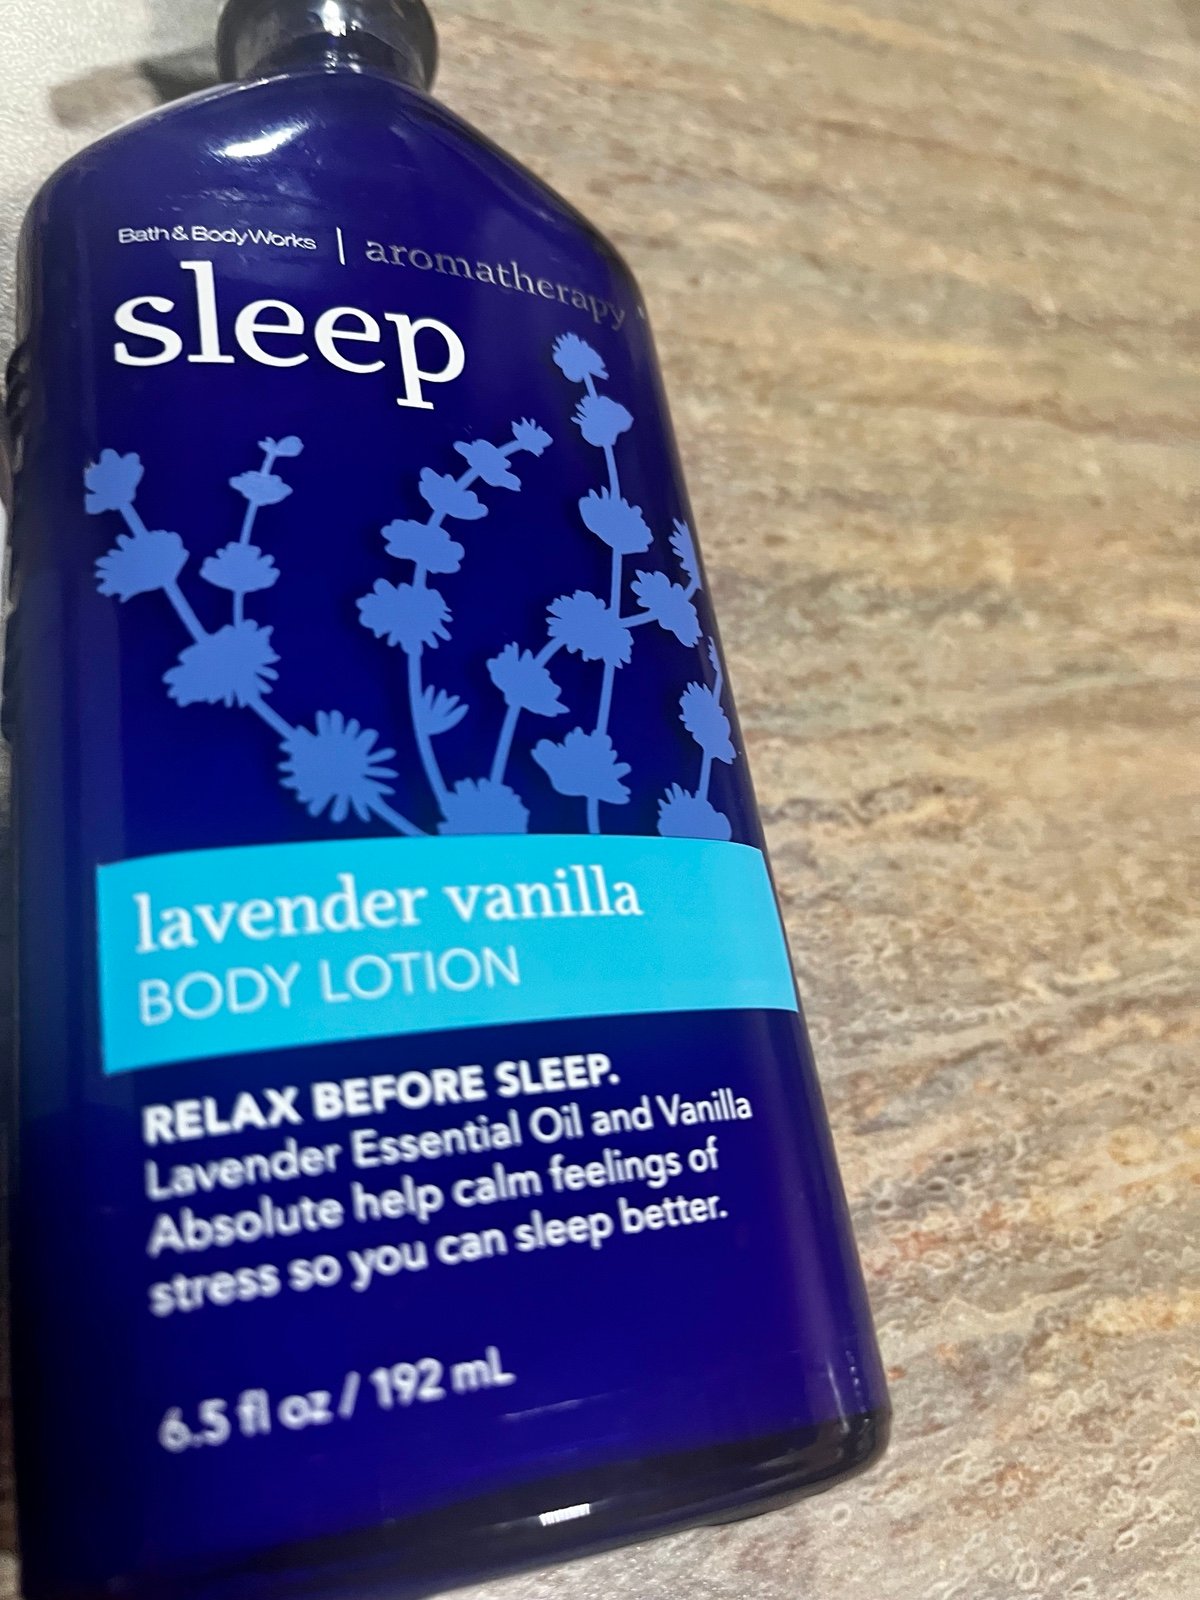 Bath & Body Works | aromatherapy
sleep
lavender vanilla
BODY LOTION
RELAX BEFORE SLEEP.
Lavender Essential Oil and Vanilla
Absolute help calm feelings of
stress so you can sleep better.
6.5 fl oz / 192 mL